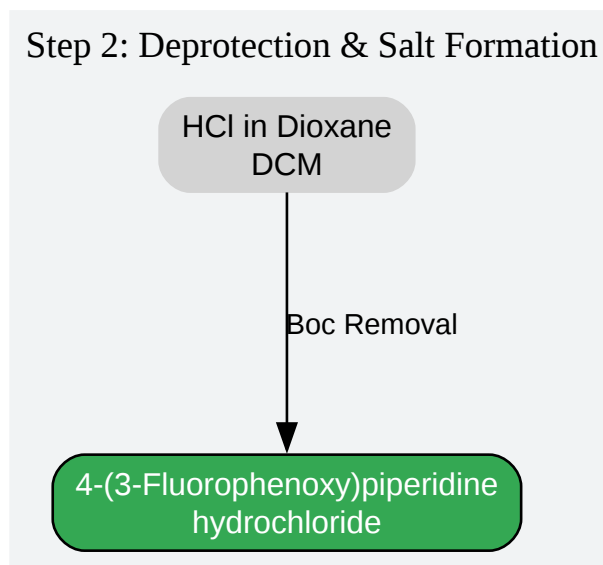 Step 2: Deprotection & Salt Formation
HCl in Dioxane
DCM
Boc Removal
4-(3-Fluorophenoxy)piperidine
hydrochloride